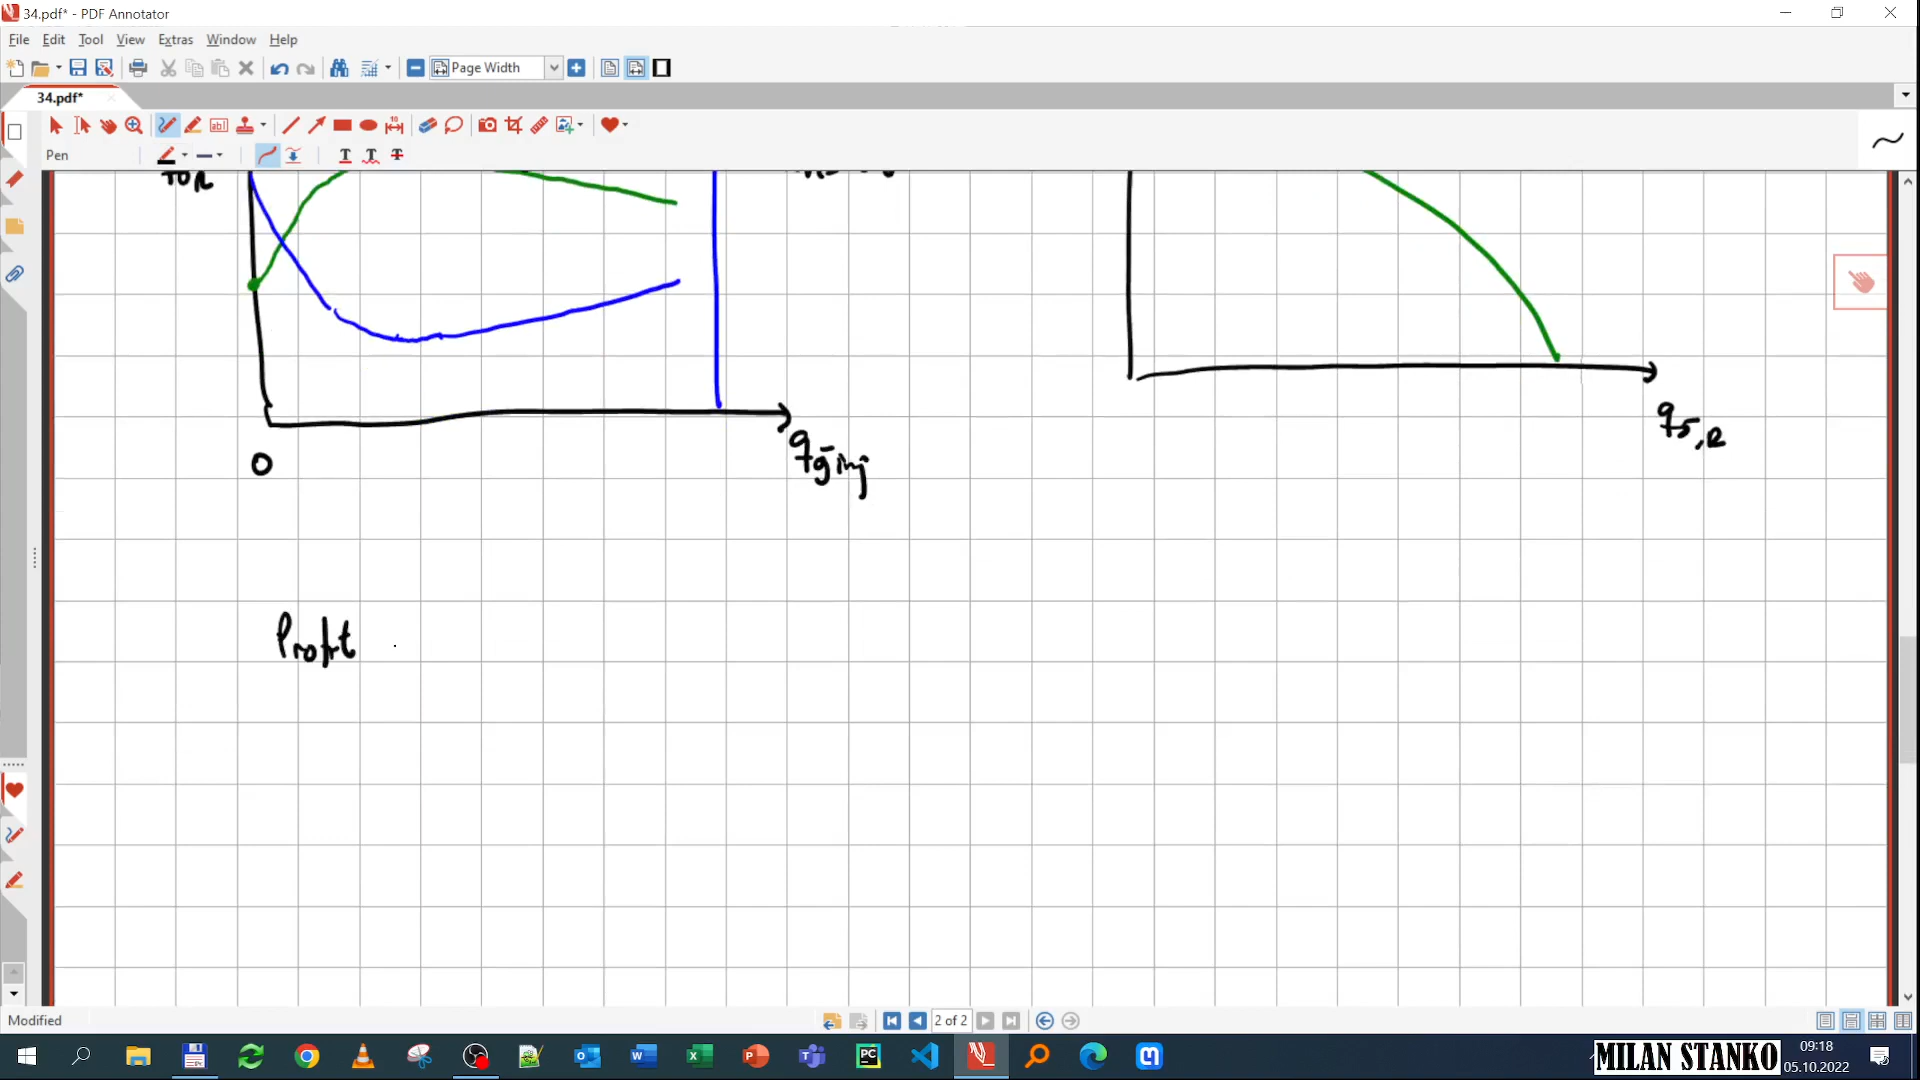 34.pdf* - PDF Annotator
File Edit Tool View Extras Window Help
Page Width
34.pdf*
Pen
0
Profit
2 of 2
Modified
MILAN STANKO
09:18
05.10.2022